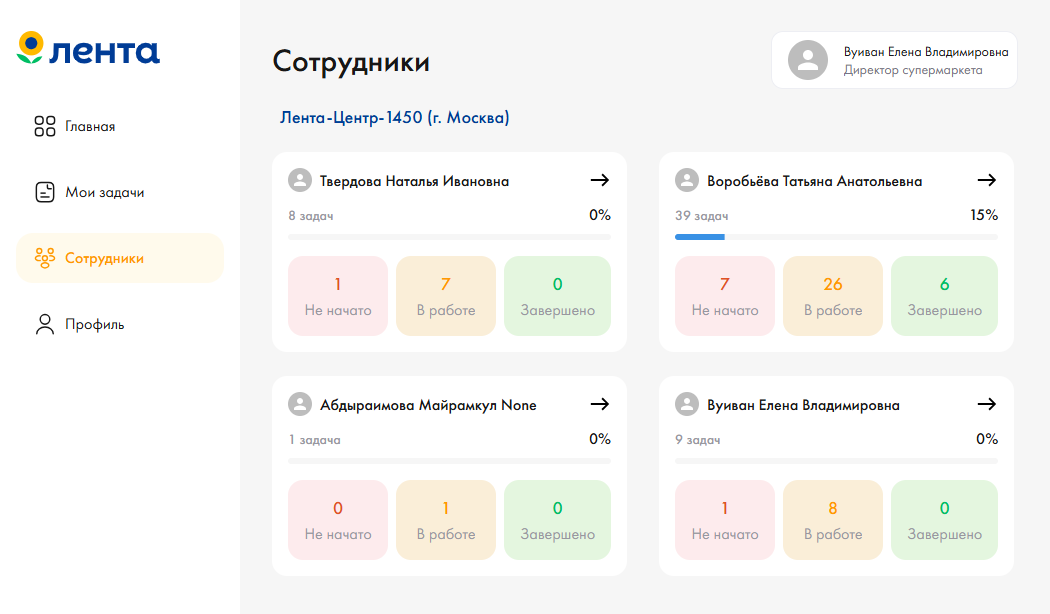 лента
Главная
Мои задачи
Сотрудники
Профиль
Сотрудники
Вуиван Елена Владимировна
Директор супермаркета
Лента-Центр-1450 (г. Москва)
Твердова Наталья Ивановна
8 задач 0%
1 7 0
Не начато В работе Завершено
Воробьёва Татьяна Анатольевна
39 задач 15%
7 26 6
Не начато В работе Завершено
Абдыраимова Майрамкул None
1 задача 0%
0 1 0
Не начато В работе Завершено
Вуиван Елена Владимировна
9 задач 0%
1 8 0
Не начато В работе Завершено